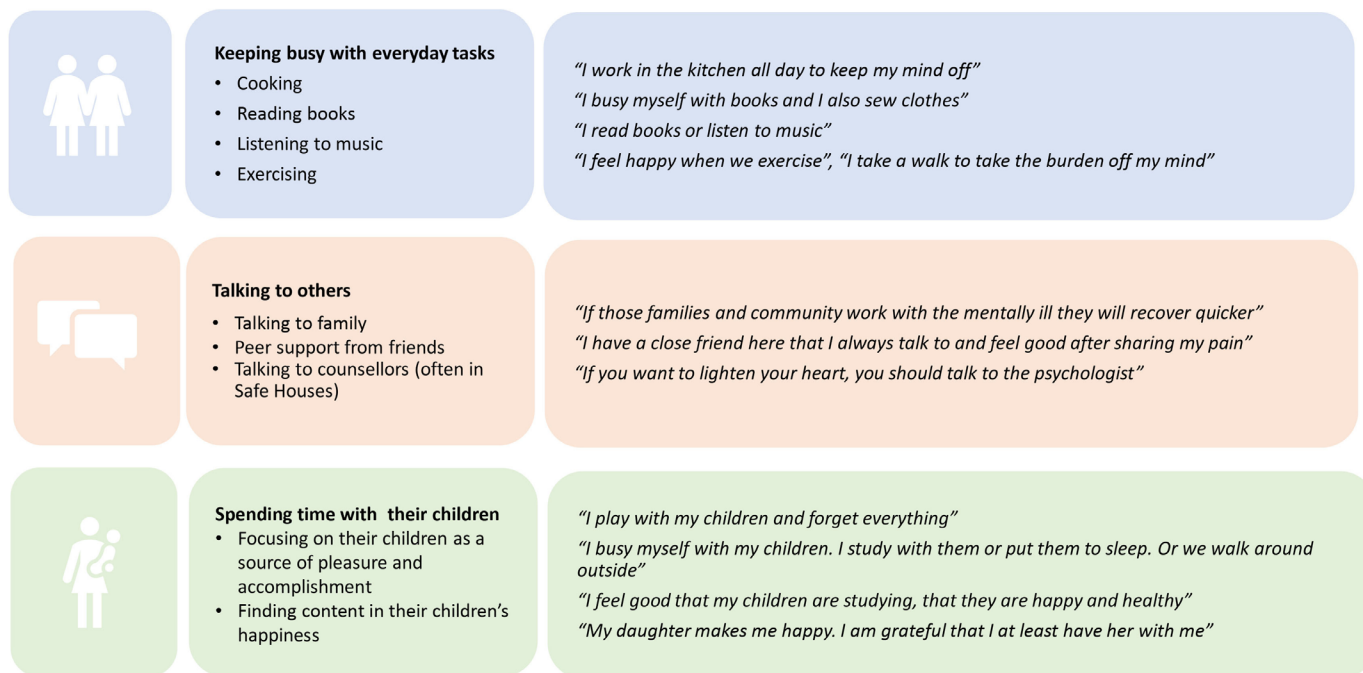 Keeping busy with everyday tasks
• Cooking
• Reading books
• Listening to music
• Exercising
“I work in the kitchen all day to keep my mind off”
“I busy myself with books and I also sew clothes”
“I read books or listen to music”
“I feel happy when we exercise”, “I take a walk to take the burden off my mind”
Talking to others
• Talking to family
• Peer support from friends
• Talking to counsellors (often in
Safe Houses)
“If those families and community work with the mentally ill they will recover quicker”
“I have a close friend here that I always talk to and feel good after sharing my pain”
“If you want to lighten your heart, you should talk to the psychologist”
Spending time with their children
• Focusing on their children as a
source of pleasure and
accomplishment
• Finding content in their children’s
happiness
“I play with my children and forget everything”
“I busy myself with my children. I study with them or put them to sleep. Or we walk around
outside”
“I feel good that my children are studying, that they are happy and healthy”
“My daughter makes me happy. I am grateful that I at least have her with me”